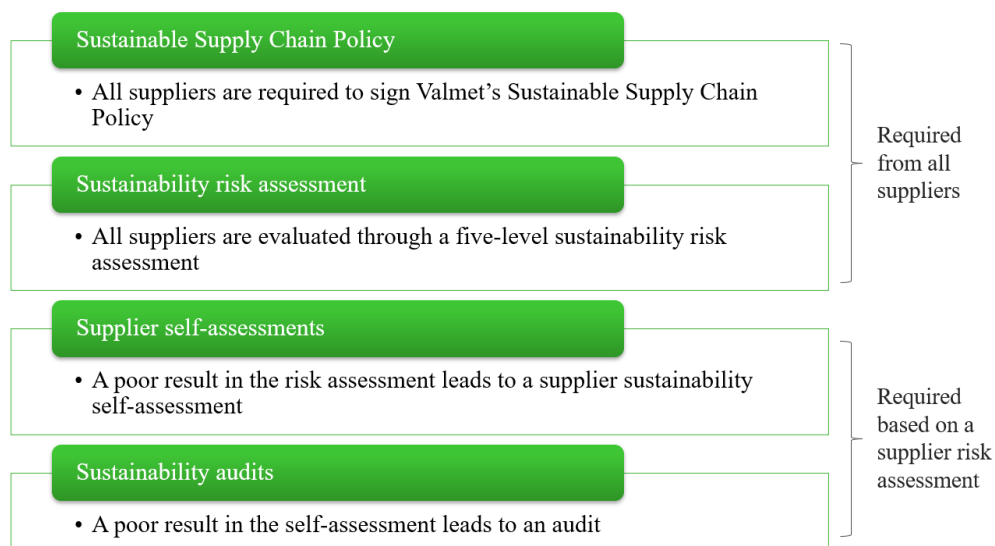 Sustainable Supply Chain Policy
• All suppliers are required to sign Valmet’s Sustainable Supply Chain
Policy
Sustainability risk assessment
• All suppliers are evaluated through a five-level sustainability risk
assessment
Required
from all
suppliers
Supplier self-assessments
• A poor result in the risk assessment leads to a supplier sustainability
self-assessment
Sustainability audits
• A poor result in the self-assessment leads to an audit
Required
based on a
supplier risk
assessment